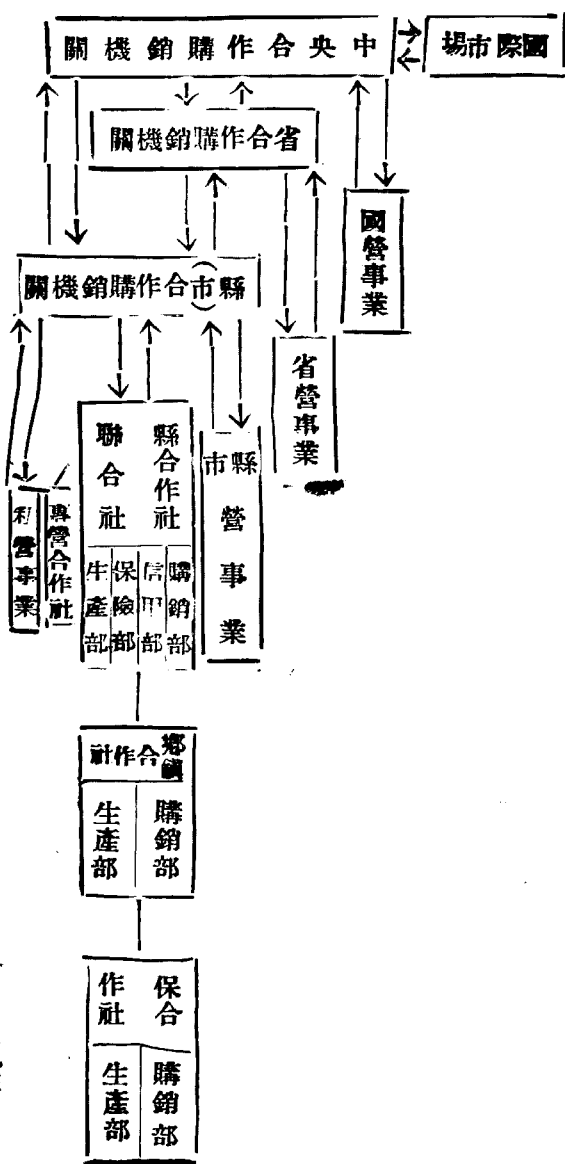 國際市場
中央合作購銷機關
省合作購銷機關
國營事業
縣(市)合作購銷機關
省營事業
縣市營事業
縣合作社聯合社
購銷部
信用部
保險部
生產部
專營合作社
利營事業
鄉鎮合作社
購銷部
生產部
保合作社
購銷部
生產部